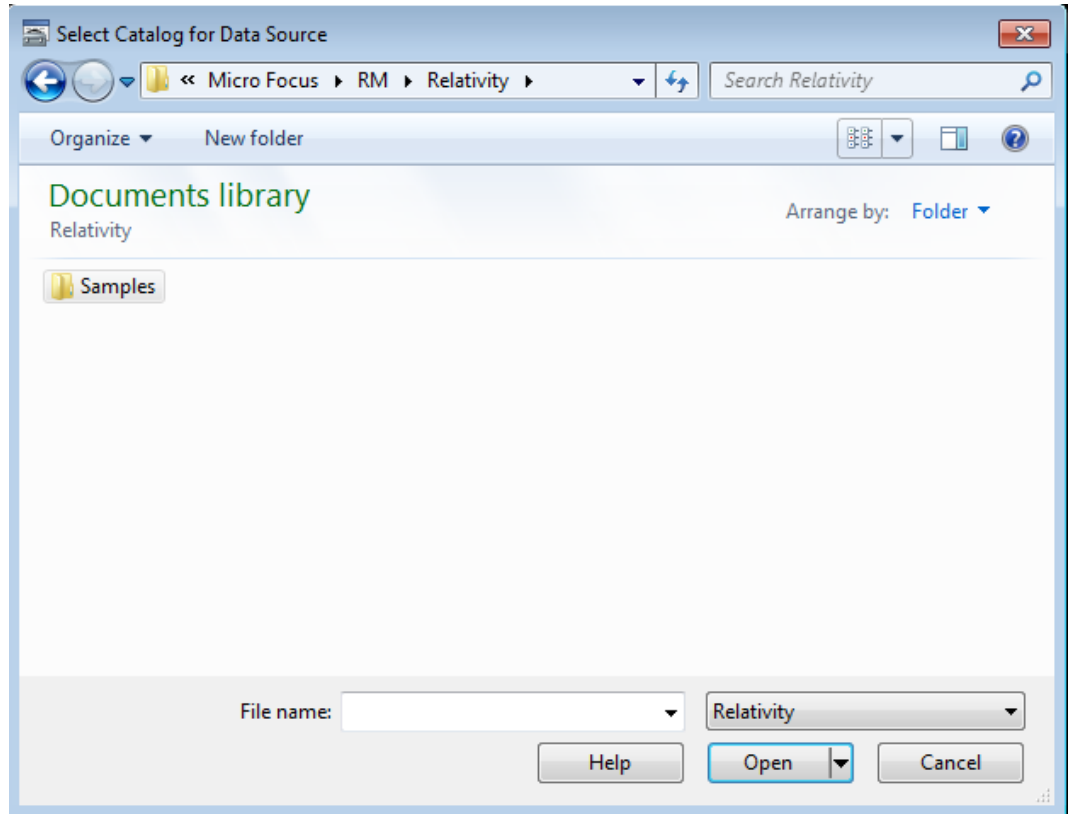 Select Catalog for Data Source
« Micro Focus RM Relativity Search Relativity
Organize New folder
Documents library
Relativity
Arrange by: Folder
Samples
File name: Relativity
Help Open Cancel